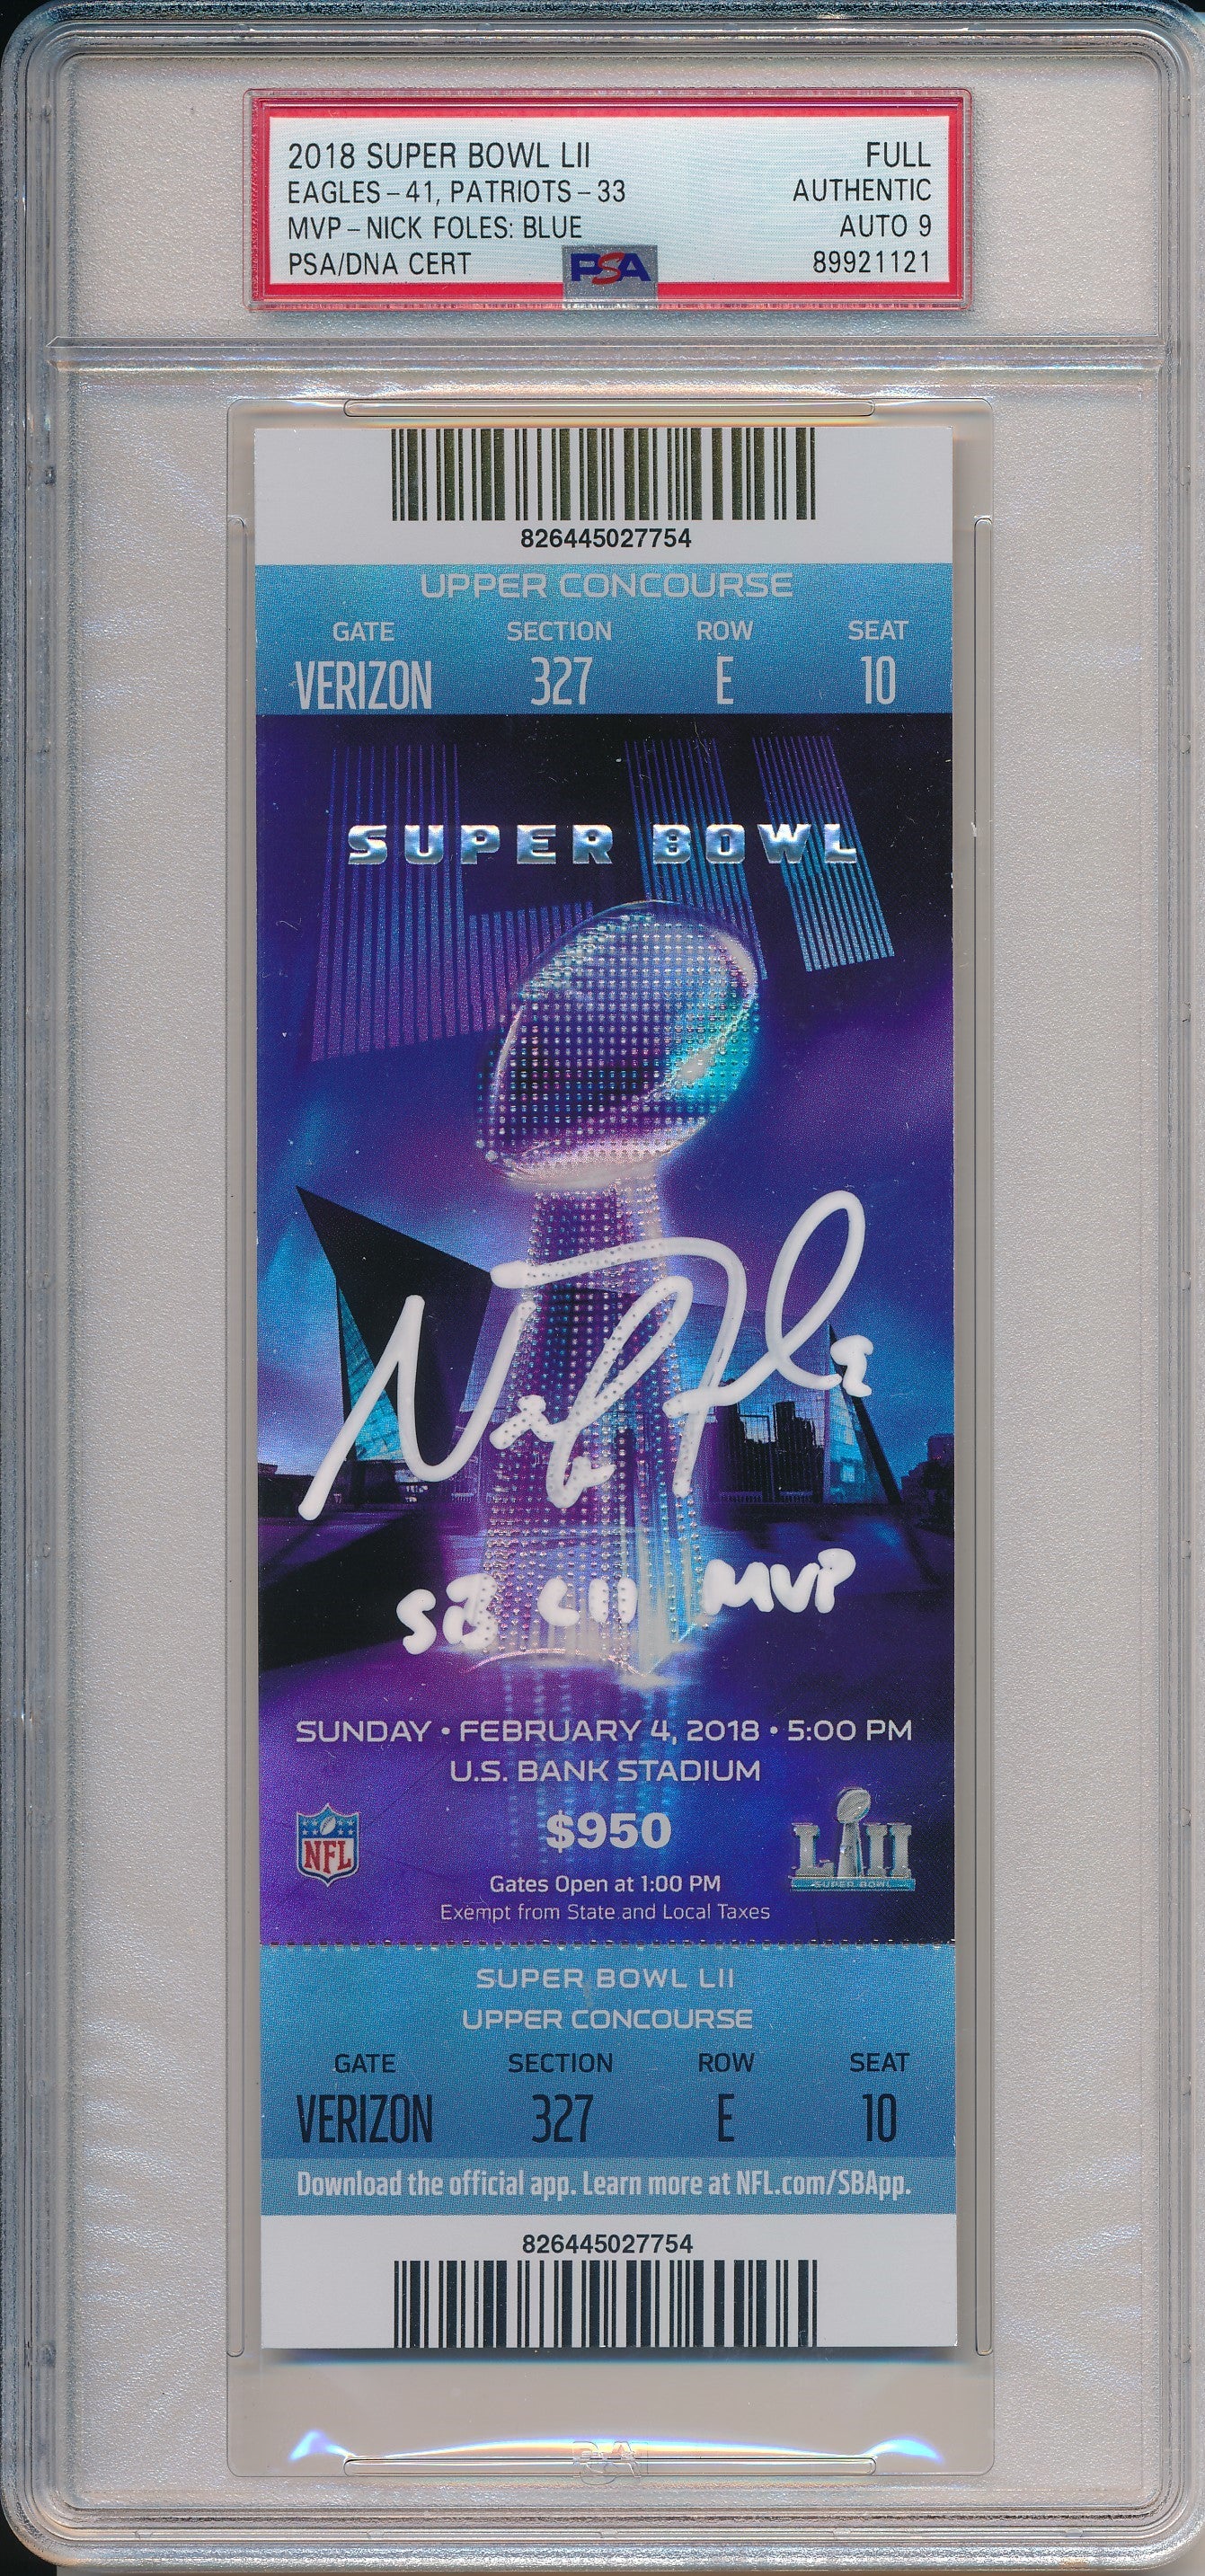 2018 SUPER BOWL LII FULL
EAGLES-41, PATRIOTS-33 AUTHENTIC
MVP-NICK FOLES: BLUE AUTO 9
PSA/DNA CERT PSA 89921121
826445027754
UPPER CONCOURSE
GATE SECTION ROW SEAT
VERIZON 327 E 10
SUPER BOWL
SB LII MVP
SUNDAY • FEBRUARY 4, 2018 • 5:00 PM
U.S. BANK STADIUM
$950
NFL
LII
SUPER BOWL
Gates Open at 1:00 PM
Exempt from State and Local Taxes
SUPER BOWL LII
UPPER CONCOURSE
GATE SECTION ROW SEAT
VERIZON 327 E 10
Download the official app. Learn more at NFL.com/SBApp.
826445027754
PSA